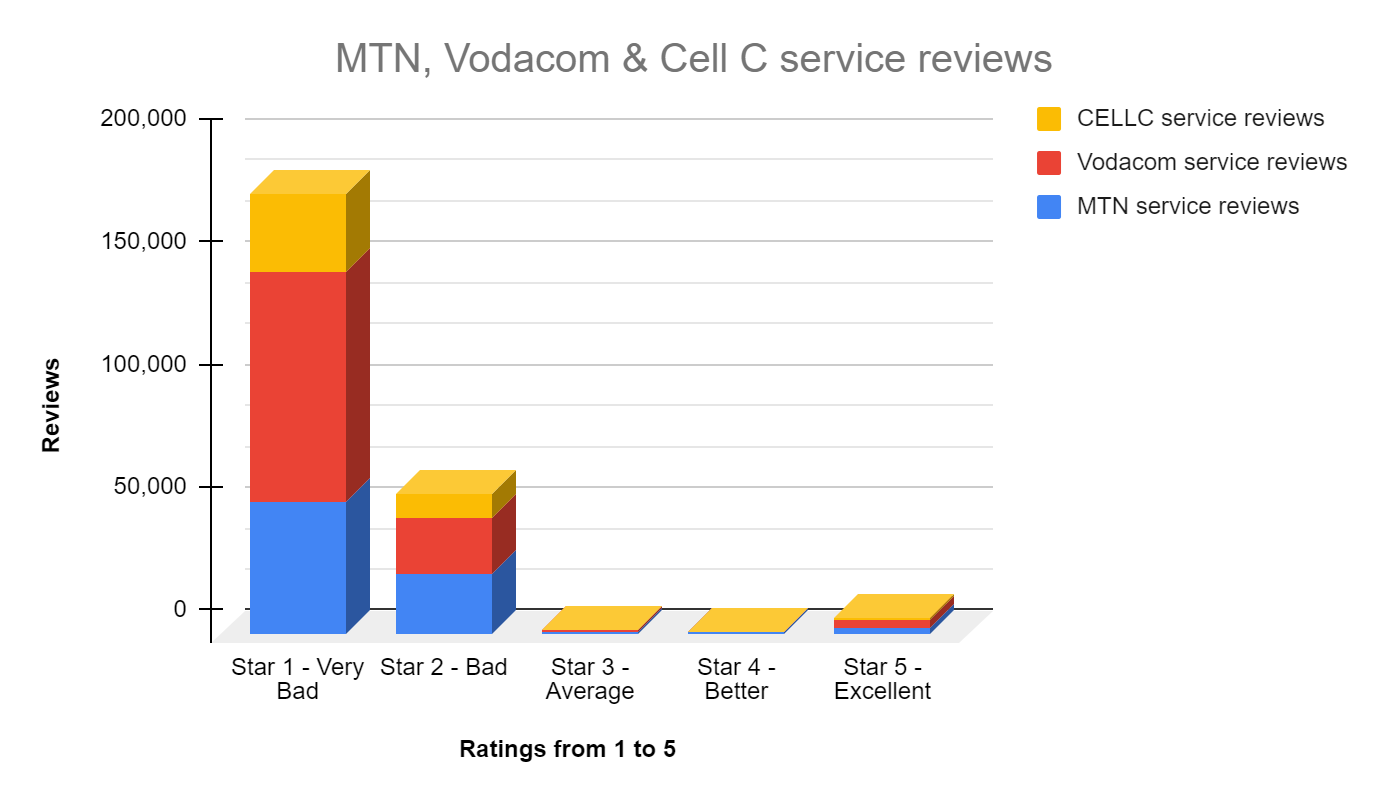 MTN, Vodacom & Cell C service reviews
200,000
150,000
100,000
50,000
0
Reviews
CELLC service reviews
Vodacom service reviews
MTN service reviews
Star 1 - Very
Bad
Star 2 - Bad
Star 3 -
Average
Star 4 -
Better
Star 5 -
Excellent
Ratings from 1 to 5